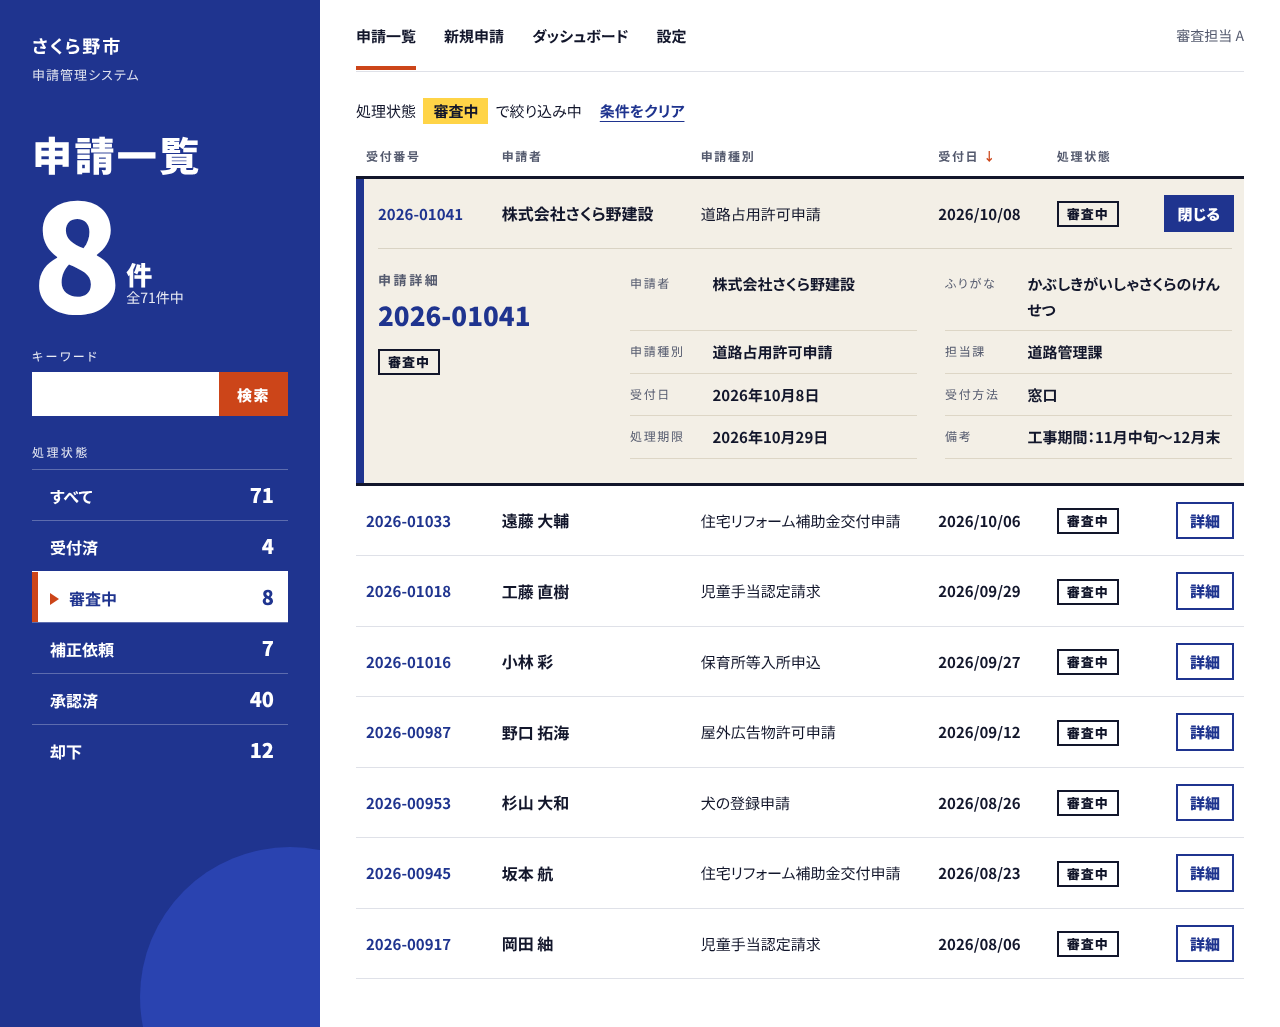 さくら野市
申請管理システム
申請一覧
8件
全71件中
キーワード
検索
処理状態
すべて 71
受付済 4
審査中 8
補正依頼 7
承認済 40
却下 12
申請一覧 新規申請 ダッシュボード 設定 審査担当 A
処理状態 審査中 で絞り込み中 条件をクリア
受付番号 申請者 申請種別 受付日 ↓ 処理状態
2026-01041 株式会社さくら野建設 道路占用許可申請 2026/10/08 審査中 閉じる
申請詳細
2026-01041
審査中
申請者 株式会社さくら野建設
ふりがな かぶしきがいしゃさくらのけん
せつ
申請種別 道路占用許可申請
担当課 道路管理課
受付日 2026年10月8日
受付方法 窓口
処理期限 2026年10月29日
備考 工事期間：11月中旬〜12月末
2026-01033 遠藤 大輔 住宅リフォーム補助金交付申請 2026/10/06 審査中 詳細
2026-01018 工藤 直樹 児童手当認定請求 2026/09/29 審査中 詳細
2026-01016 小林 彩 保育所等入所申込 2026/09/27 審査中 詳細
2026-00987 野口 拓海 屋外広告物許可申請 2026/09/12 審査中 詳細
2026-00953 杉山 大和 犬の登録申請 2026/08/26 審査中 詳細
2026-00945 坂本 航 住宅リフォーム補助金交付申請 2026/08/23 審査中 詳細
2026-00917 岡田 紬 児童手当認定請求 2026/08/06 審査中 詳細